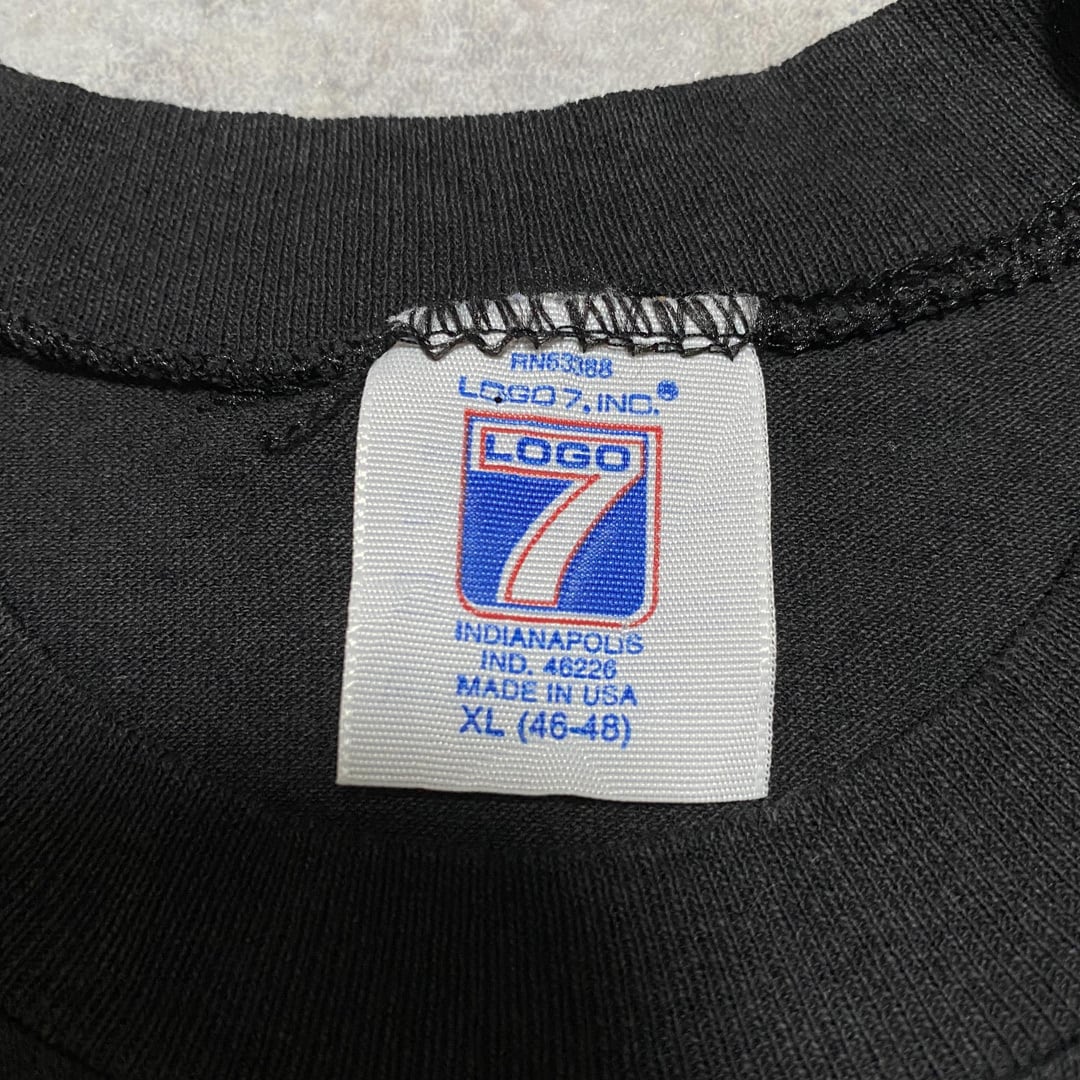 RN53388
LOGO 7, INC.®
LOGO
7
INDIANAPOLIS
IND. 46226
MADE IN USA
XL (46-48)